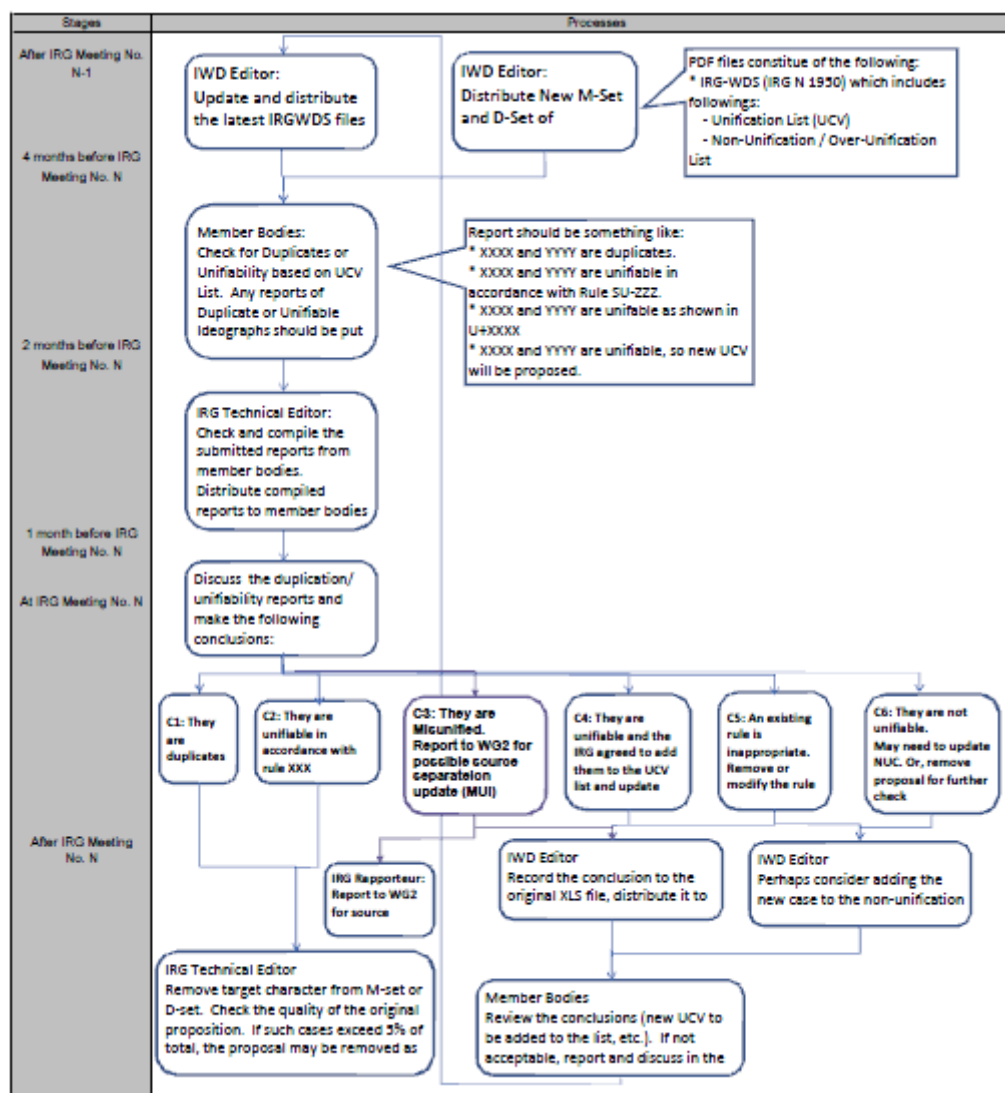 Stages
Processes
After IRG Meeting No.
N-1
IWD Editor:
Update and distribute
the latest IRGWDS files
IWD Editor:
Distribute New M-Set
and D-Set of
PDF files constitue of the following:
* IRG-WDS (IRG N 1930) which includes
followings:
- Unification List (UCV)
- Non-Unification / Over-Unification
List
4 months before IRG
Meeting No. N
Member Bodies:
Check for Duplicates or
Unifiability based on UCV
List. Any reports of
Duplicate or Unifiable
Ideographs should be put
Report should be something like:
* XXXX and YYYY are duplicates.
* XXXX and YYYY are unifiable in
accordance with Rule SU-ZZZ.
* XXXX and YYYY are unifable as shown in
U+XXXX
* XXXX and YYYY are unifiable, so new UCV
will be proposed.
2 months before IRG
Meeting No. N
IRG Technical Editor:
Check and compile the
submitted reports from
member bodies.
Distribute compiled
reports to member bodies
1 month before IRG
Meeting No. N
At IRG Meeting No. N
Discuss the duplication/
unifiability reports and
make the following
conclusions:
C1: They
are
duplicates
C2: They are
unifiable in
accordance with
rule XXX
C3: They are
Misunified.
Report to WG2 for
possible source
separateion
update (MUI)
C4: They are
unifiable and the
IRG agreed to add
them to the UCV
list and update
C5: An existing
rule is
inappropriate.
Remove or
modify the rule
C6: They are not
unifiable.
May need to update
NUC. Or, remove
proposal for further
check
After IRG Meeting
No. N
IRG Rapporteur:
Report to WG2
for source
IWD Editor
Record the conclusion to the
original XLS file, distribute it to
IWD Editor
Perhaps consider adding the
new case to the non-unification
IRG Technical Editor
Remove target character from M-set or
D-set. Check the quality of the original
proposition. If such cases exceed 5% of
total, the proposal may be removed as
Member Bodies
Review the conclusions (new UCV to
be added to the list, etc.). If not
acceptable, report and discuss in the